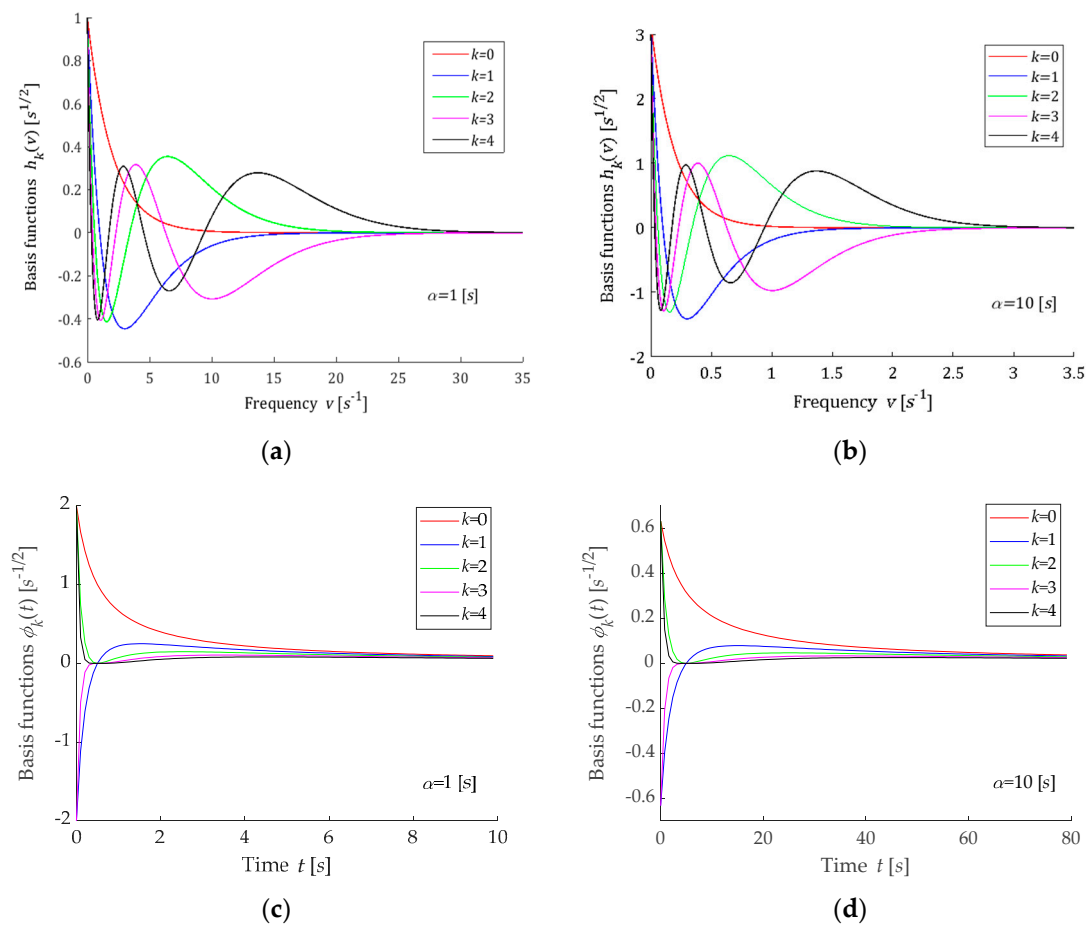 1
0.8
0.6
0.4
0.2
0
-0.2
-0.4
-0.6
0 5 10 15 20 25 30 35
Basis functions h_k(v) [s^{1/2}]
Frequency v [s^{-1}]
k=0
k=1
k=2
k=3
k=4
α=1 [s]
(a)
3
2
1
0
-1
-2
0 0.5 1 1.5 2 2.5 3 3.5
Basis functions h_k(v) [s^{1/2}]
Frequency v [s^{-1}]
k=0
k=1
k=2
k=3
k=4
α=10 [s]
(b)
2
1
0
-1
-2
0 2 4 6 8 10
Basis functions ϕ_k(t) [s^{-1/2}]
Time t [s]
k=0
k=1
k=2
k=3
k=4
α=1 [s]
(c)
0.6
0.4
0.2
0
-0.2
-0.4
-0.6
0 20 40 60 80
Basis functions ϕ_k(t) [s^{-1/2}]
Time t [s]
k=0
k=1
k=2
k=3
k=4
α=10 [s]
(d)